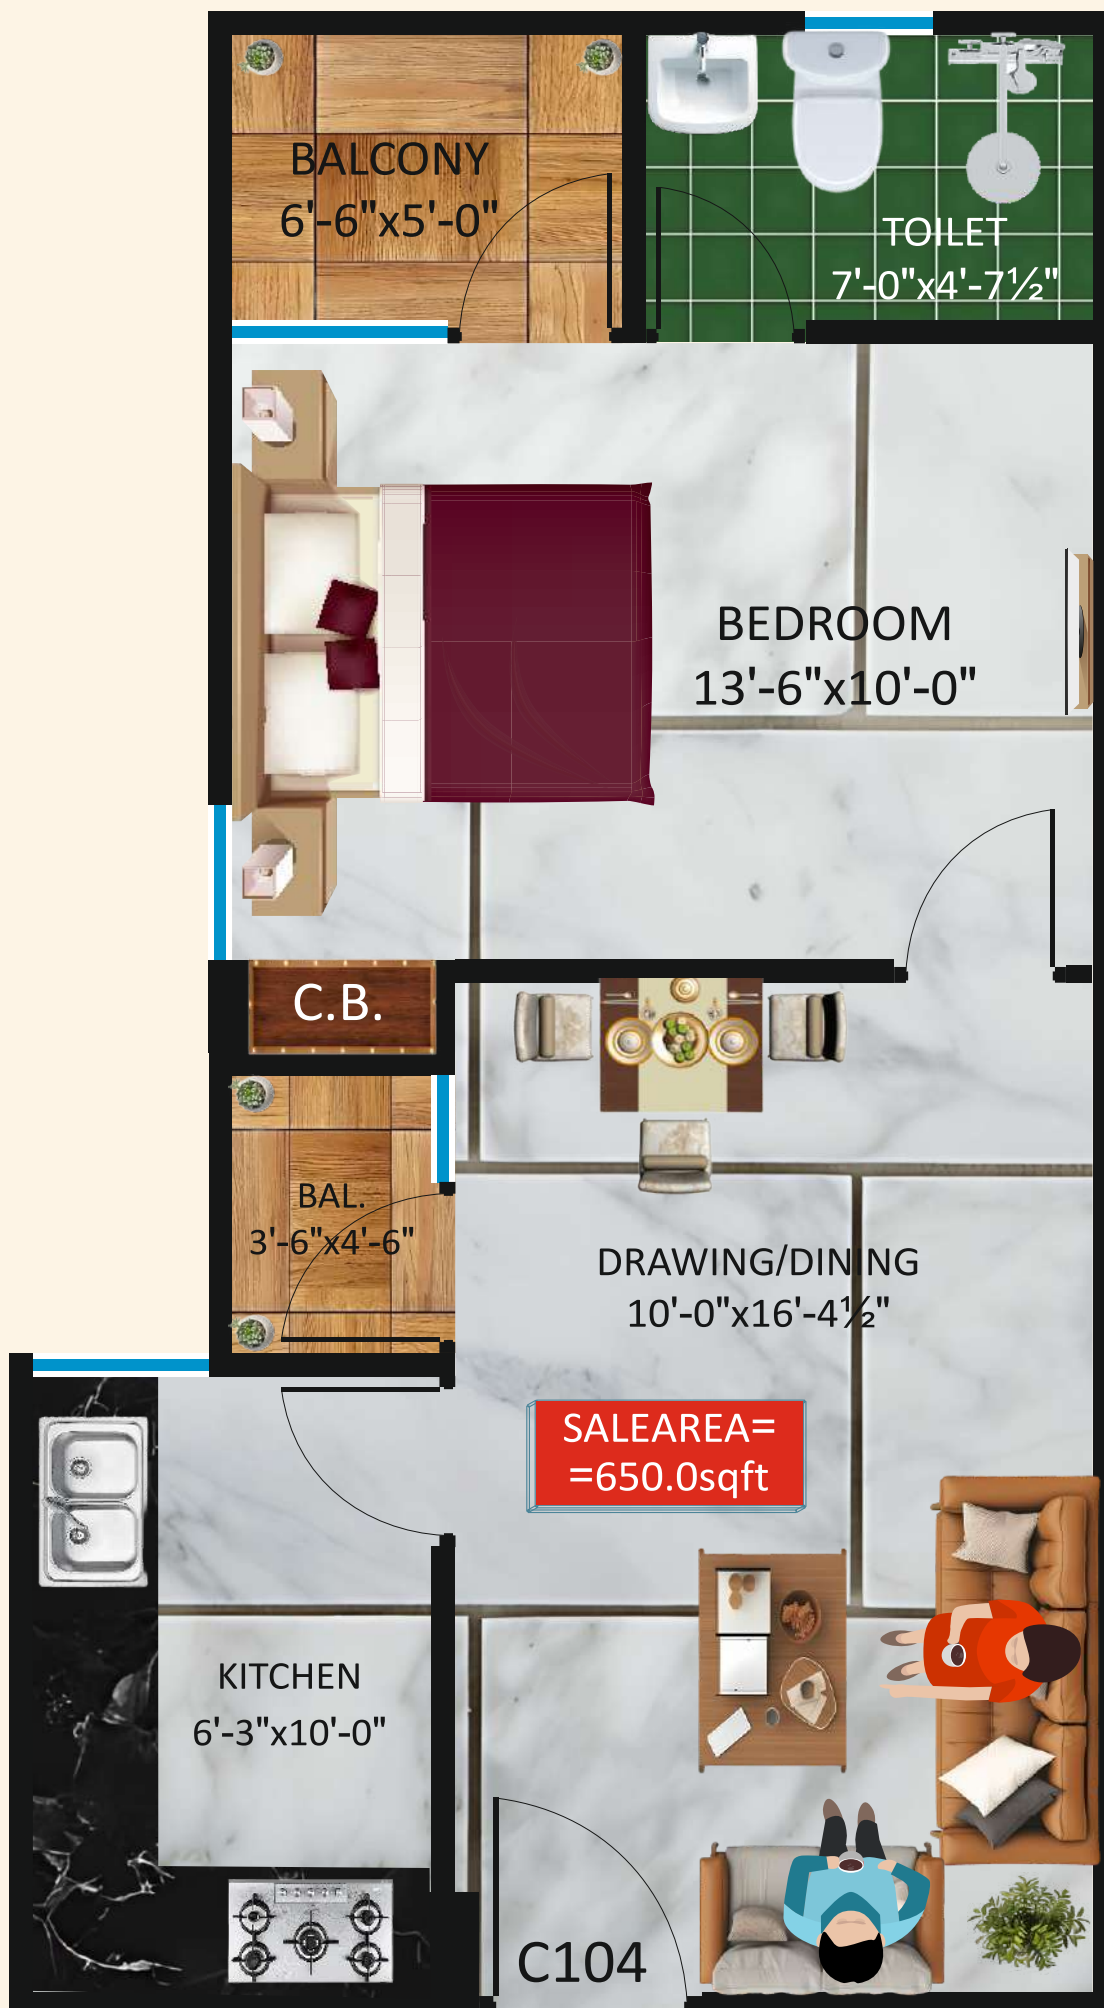 BALCONY
6'-6"x5'-0"
TOILET
7'-0"x4'-7½"
BEDROOM
13'-6"x10'-0"
C.B.
BAL.
3'-6"x4'-6"
DRAWING/DINING
10'-0"x16'-4½"
SALEAREA=
=650.0sqft
KITCHEN
6'-3"x10'-0"
C104